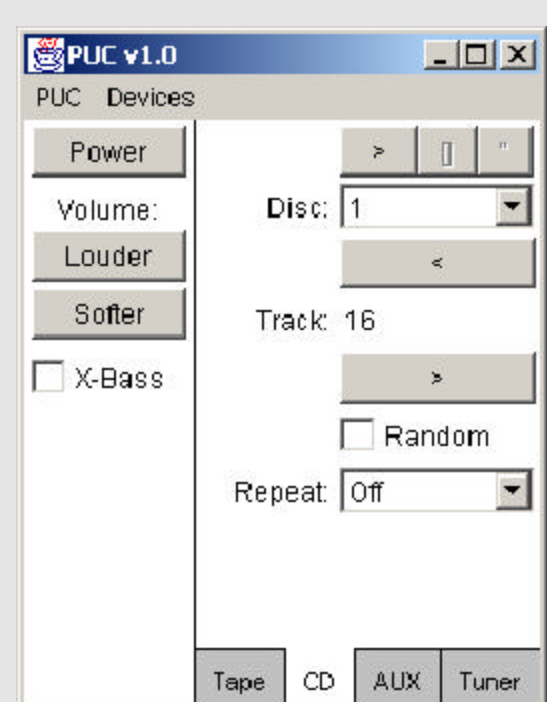 PUC v1.0
PUC Devices
Power
Volume:
Louder
Softer
X-Bass
> [] "
Disc: 1
<
Track: 16
>
Random
Repeat: Off
Tape CD AUX Tuner